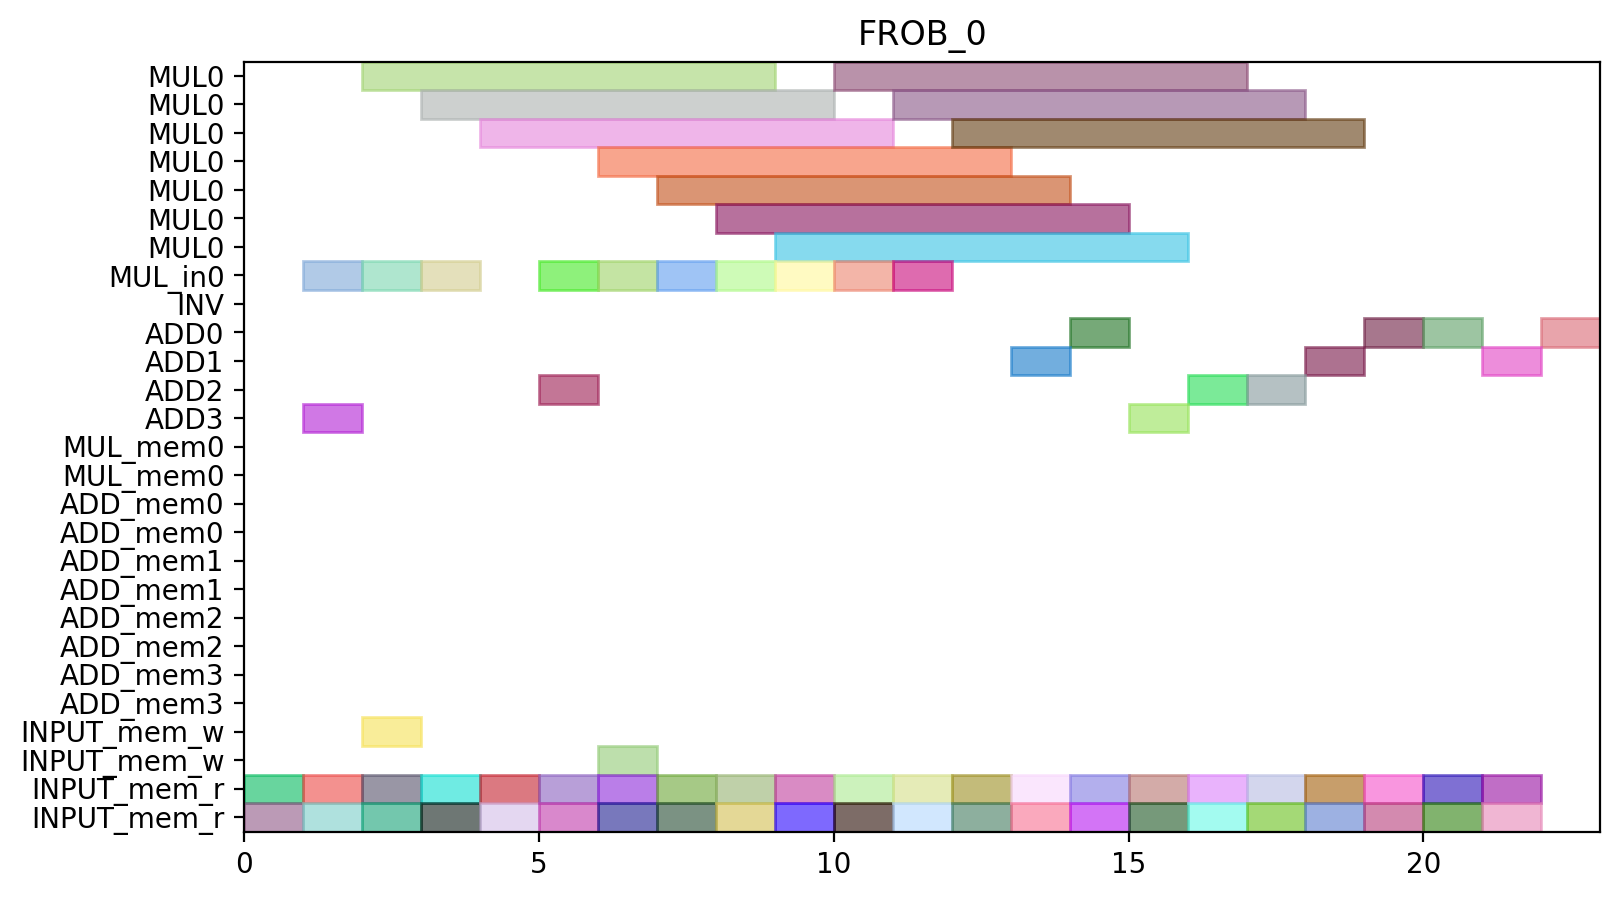 FROB_0
MUL0
MUL0
MUL0
MUL0
MUL0
MUL0
MUL0
MUL_in0
INV
ADD0
ADD1
ADD2
ADD3
MUL_mem0
MUL_mem0
ADD_mem0
ADD_mem0
ADD_mem1
ADD_mem1
ADD_mem2
ADD_mem2
ADD_mem3
ADD_mem3
INPUT_mem_w
INPUT_mem_w
INPUT_mem_r
INPUT_mem_r
0 5 10 15 20